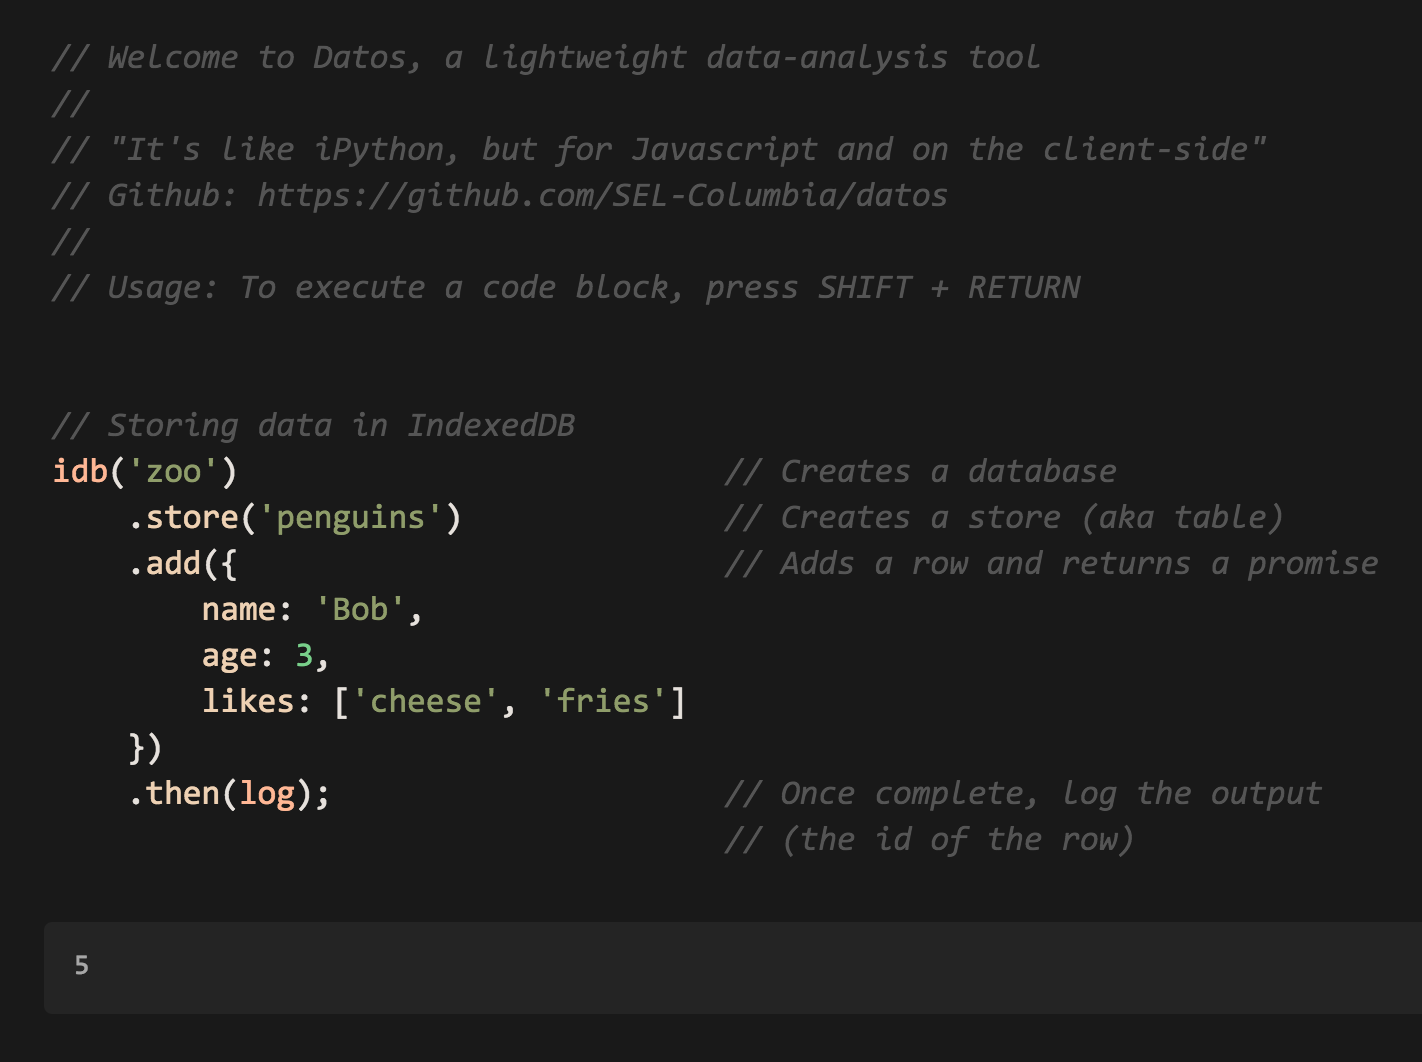 // Welcome to Datos, a lightweight data-analysis tool
//
// "It's like iPython, but for Javascript and on the client-side"
// Github: https://github.com/SEL-Columbia/datos
//
// Usage: To execute a code block, press SHIFT + RETURN
// Storing data in IndexedDB
idb('zoo')                          // Creates a database
    .store('penguins')              // Creates a store (aka table)
    .add({                          // Adds a row and returns a promise
        name: 'Bob',
        age: 3,
        likes: ['cheese', 'fries']
    })
    .then(log);                     // Once complete, log the output
                                    // (the id of the row)
5